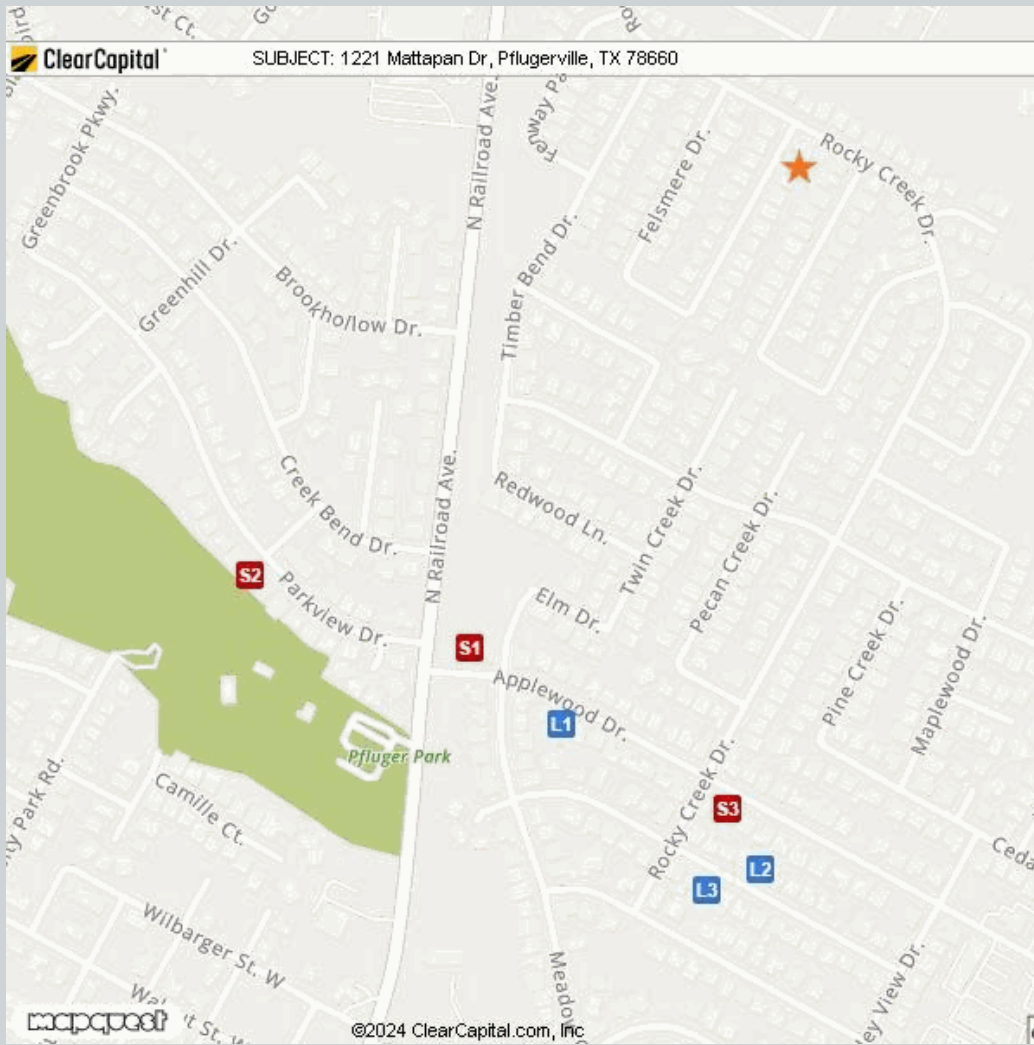 ClearCapital
SUBJECT: 1221 Mattapan Dr, Pflugerville, TX 78660
Greenbrook Pkwy.
N Railroad Ave.
Rocky Creek Dr.
Felsmere Dr.
Greenhill Dr.
Timber Bend Dr.
Brookhollow Dr.
Creek Bend Dr.
N Railroad Ave.
Redwood Ln.
Twin Creek Dr.
Pecan Creek Dr.
S2
Parkview Dr.
Elm Dr.
Pine Creek Dr.
Maplewood Dr.
S1
Applewood Dr.
L1
Pfluger Park
Rocky Creek Dr.
S3
Camille Ct.
L2
L3
Wilbarger St. W
mapquest
©2024 ClearCapital.com, Inc